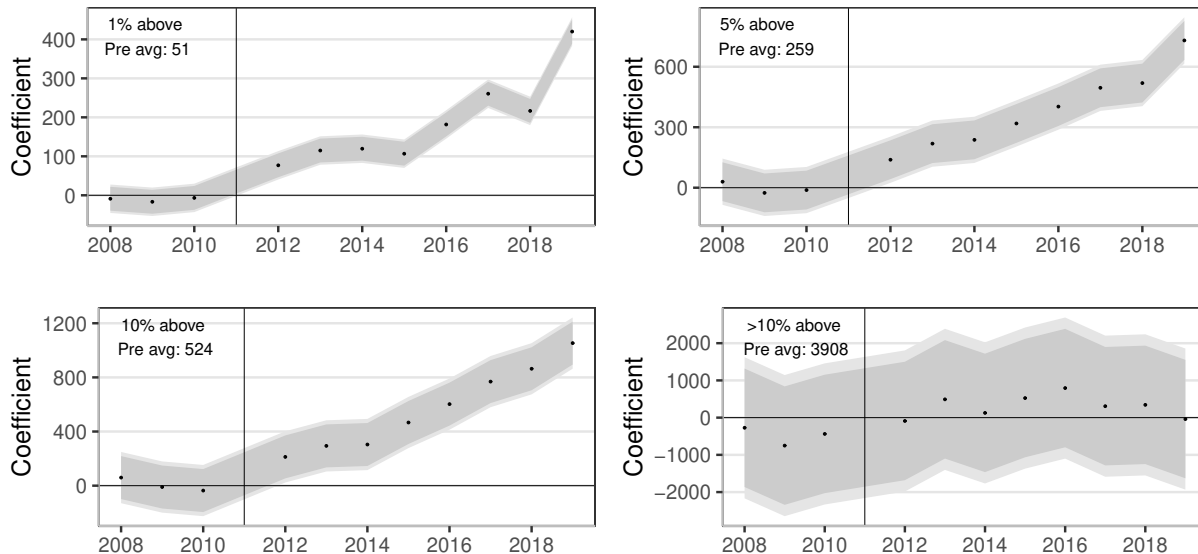 1% above
Pre avg: 51
Coefficient
400
300
200
100
0
2008 2010 2012 2014 2016 2018
5% above
Pre avg: 259
Coefficient
600
300
0
2008 2010 2012 2014 2016 2018
10% above
Pre avg: 524
Coefficient
1200
800
400
0
2008 2010 2012 2014 2016 2018
>10% above
Pre avg: 3908
Coefficient
2000
1000
0
−1000
−2000
2008 2010 2012 2014 2016 2018